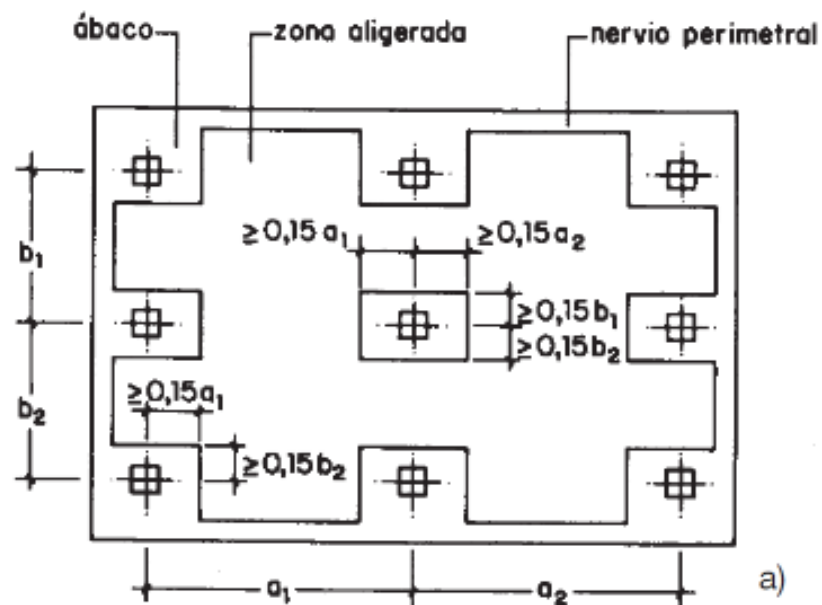 ábaco
zona aligerada
nervio perimetral
b₁
≥0,15 a₁
≥0,15 a₂
≥0,15 b₁
≥0,15 b₂
b₂
≥0,15 a₁
≥0,15 b₂
a₁
a₂
a)